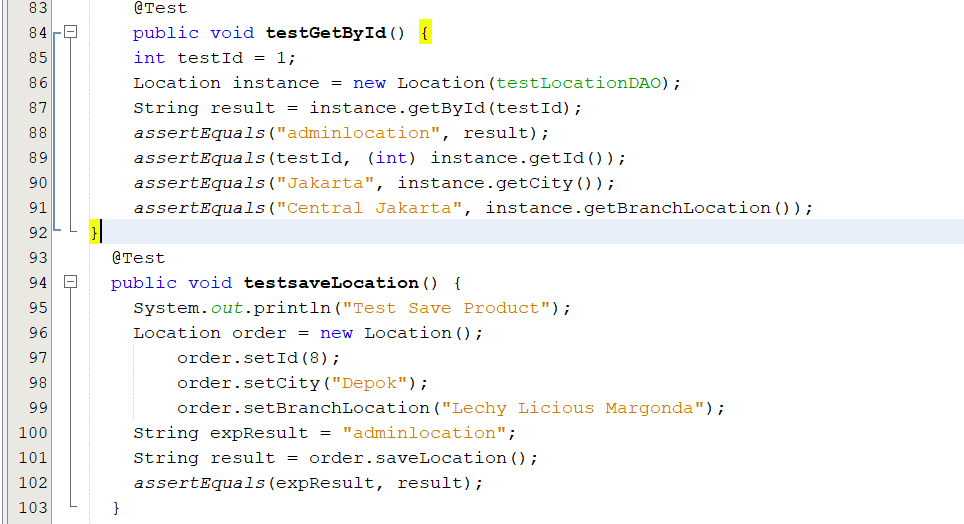 83 @Test
84 public void testGetById() {
85 int testId = 1;
86 Location instance = new Location(testLocationDAO);
87 String result = instance.getById(testId);
88 assertEquals("adminlocation", result);
89 assertEquals(testId, (int) instance.getId());
90 assertEquals("Jakarta", instance.getCity());
91 assertEquals("Central Jakarta", instance.getBranchLocation());
92 }
93 @Test
94 public void testsaveLocation() {
95 System.out.println("Test Save Product");
96 Location order = new Location();
97 order.setId(8);
98 order.setCity("Depok");
99 order.setBranchLocation("Lechy Licious Margonda");
100 String expResult = "adminlocation";
101 String result = order.saveLocation();
102 assertEquals(expResult, result);
103 }